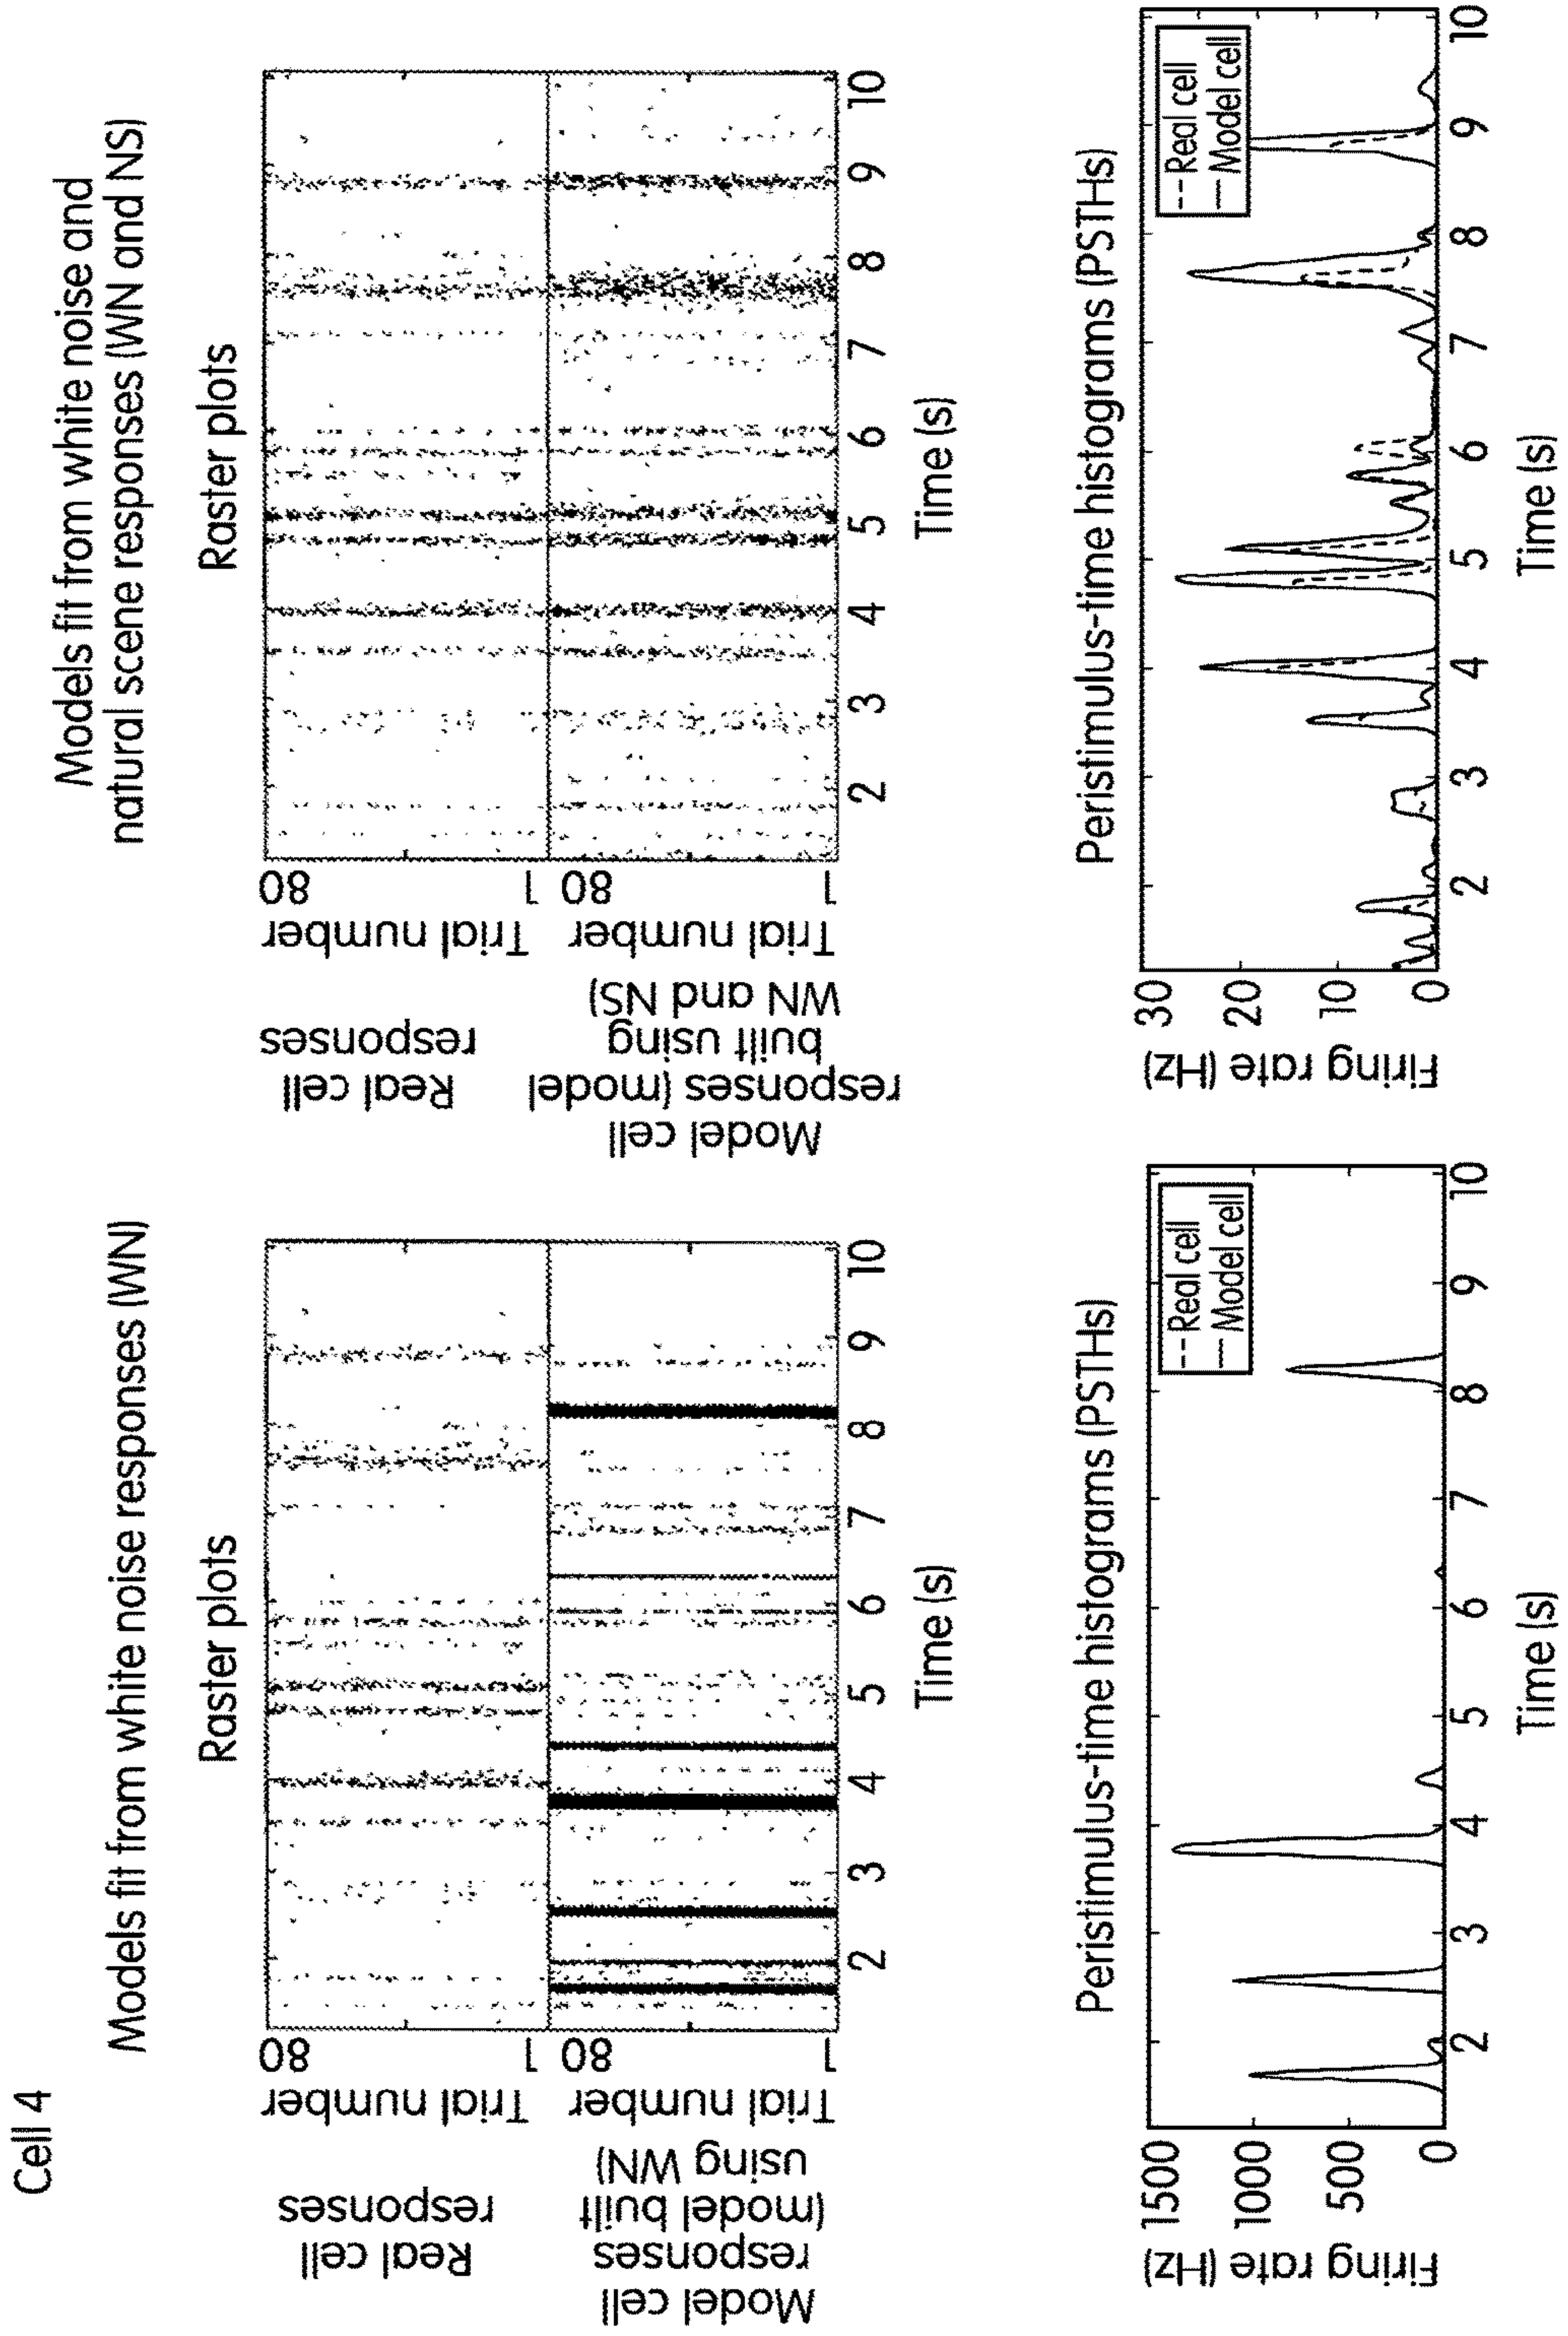 Cell 4
Models fit from white noise responses (WN)
Raster plots
Real cell
responses
Trial number
80
1
Model cell
responses
(model built
using WN)
Trial number
80
1
2 3 4 5 6 7 8 9 10
Time (s)
Peristimulus-time histograms (PSTHs)
Firing rate (Hz)
1500
1000
500
0
Real cell
Model cell
2 3 4 5 6 7 8 9 10
Time (s)
Models fit from white noise and
natural scene responses (WN and NS)
Raster plots
Real cell
responses
Trial number
80
1
Model cell
responses (model
built using
WN and NS)
Trial number
80
1
2 3 4 5 6 7 8 9 10
Time (s)
Peristimulus-time histograms (PSTHs)
Firing rate (Hz)
30
20
10
0
Real cell
Model cell
2 3 4 5 6 7 8 9 10
Time (s)